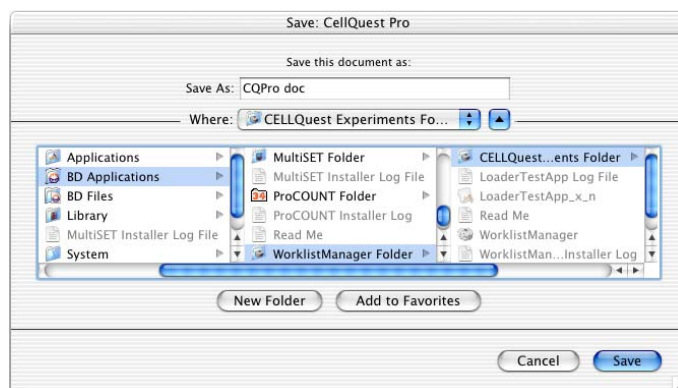 Save: CellQuest Pro
Save this document as:
Save As: CQPro doc
Where: CELLQuest Experiments Fo...
Applications
BD Applications
BD Files
Library
MultiSET Installer Log File
System
MultiSET Folder
MultiSET Installer Log File
34 ProCOUNT Folder
ProCOUNT Installer Log
Read Me
WorklistManager Folder
CELLQuest...ents Folder
LoaderTestApp Log File
LoaderTestApp_x_n
Read Me
WorklistManager
WorklistMan...Installer Log
New Folder Add to Favorites
Cancel Save